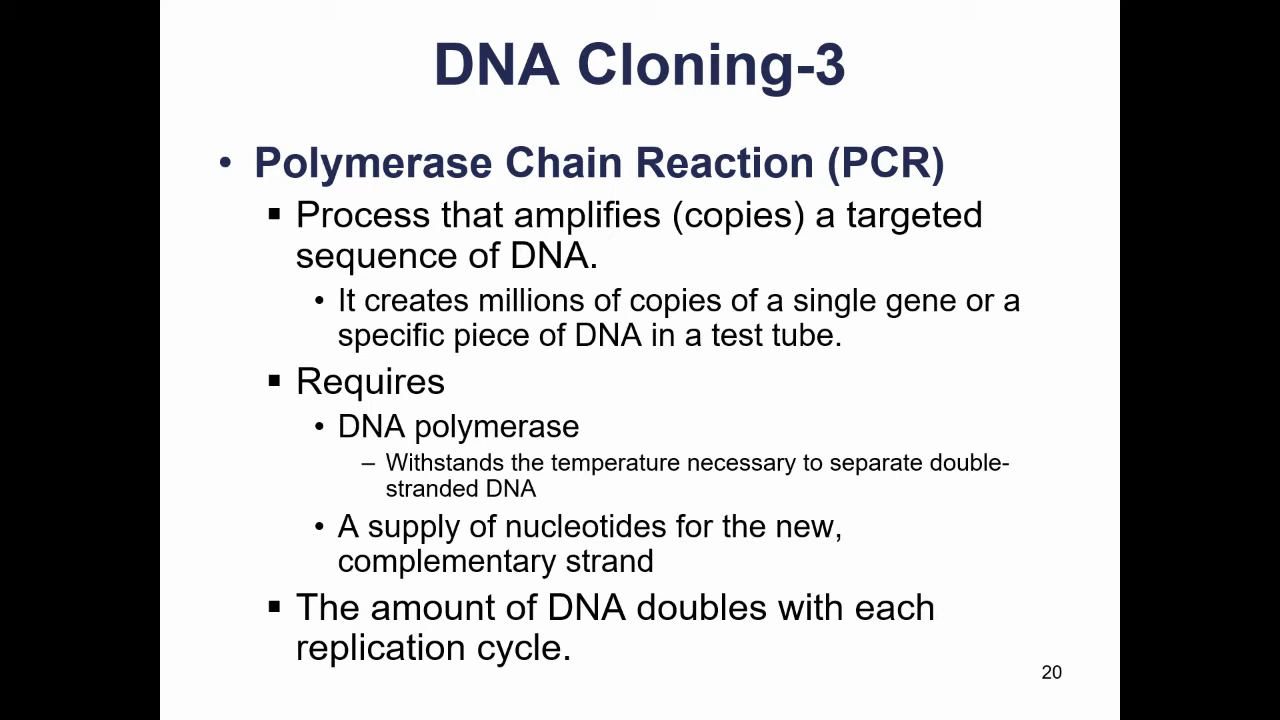 DNA Cloning-3
• Polymerase Chain Reaction (PCR)
▪ Process that amplifies (copies) a targeted
sequence of DNA.
• It creates millions of copies of a single gene or a
specific piece of DNA in a test tube.
▪ Requires
• DNA polymerase
– Withstands the temperature necessary to separate double-
stranded DNA
• A supply of nucleotides for the new,
complementary strand
▪ The amount of DNA doubles with each
replication cycle.
20